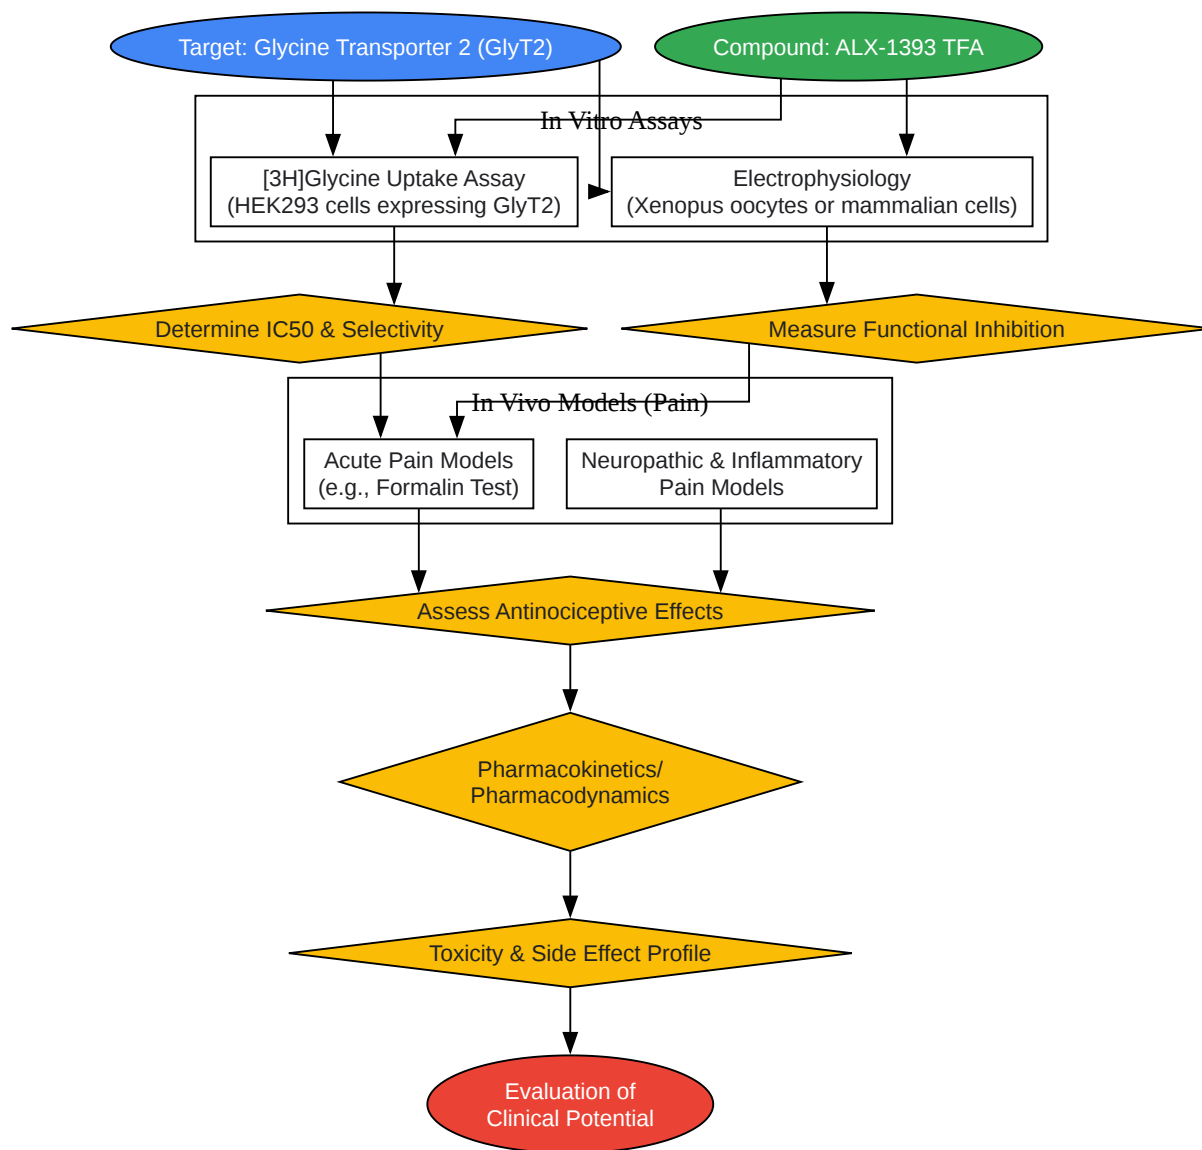 Target: Glycine Transporter 2 (GlyT2)
Compound: ALX-1393 TFA
In Vitro Assays
[3H]Glycine Uptake Assay
(HEK293 cells expressing GlyT2)
Electrophysiology
(Xenopus oocytes or mammalian cells)
Determine IC50 & Selectivity
Measure Functional Inhibition
In Vivo Models (Pain)
Acute Pain Models
(e.g., Formalin Test)
Neuropathic & Inflammatory
Pain Models
Assess Antinociceptive Effects
Pharmacokinetics/
Pharmacodynamics
Toxicity & Side Effect Profile
Evaluation of
Clinical Potential